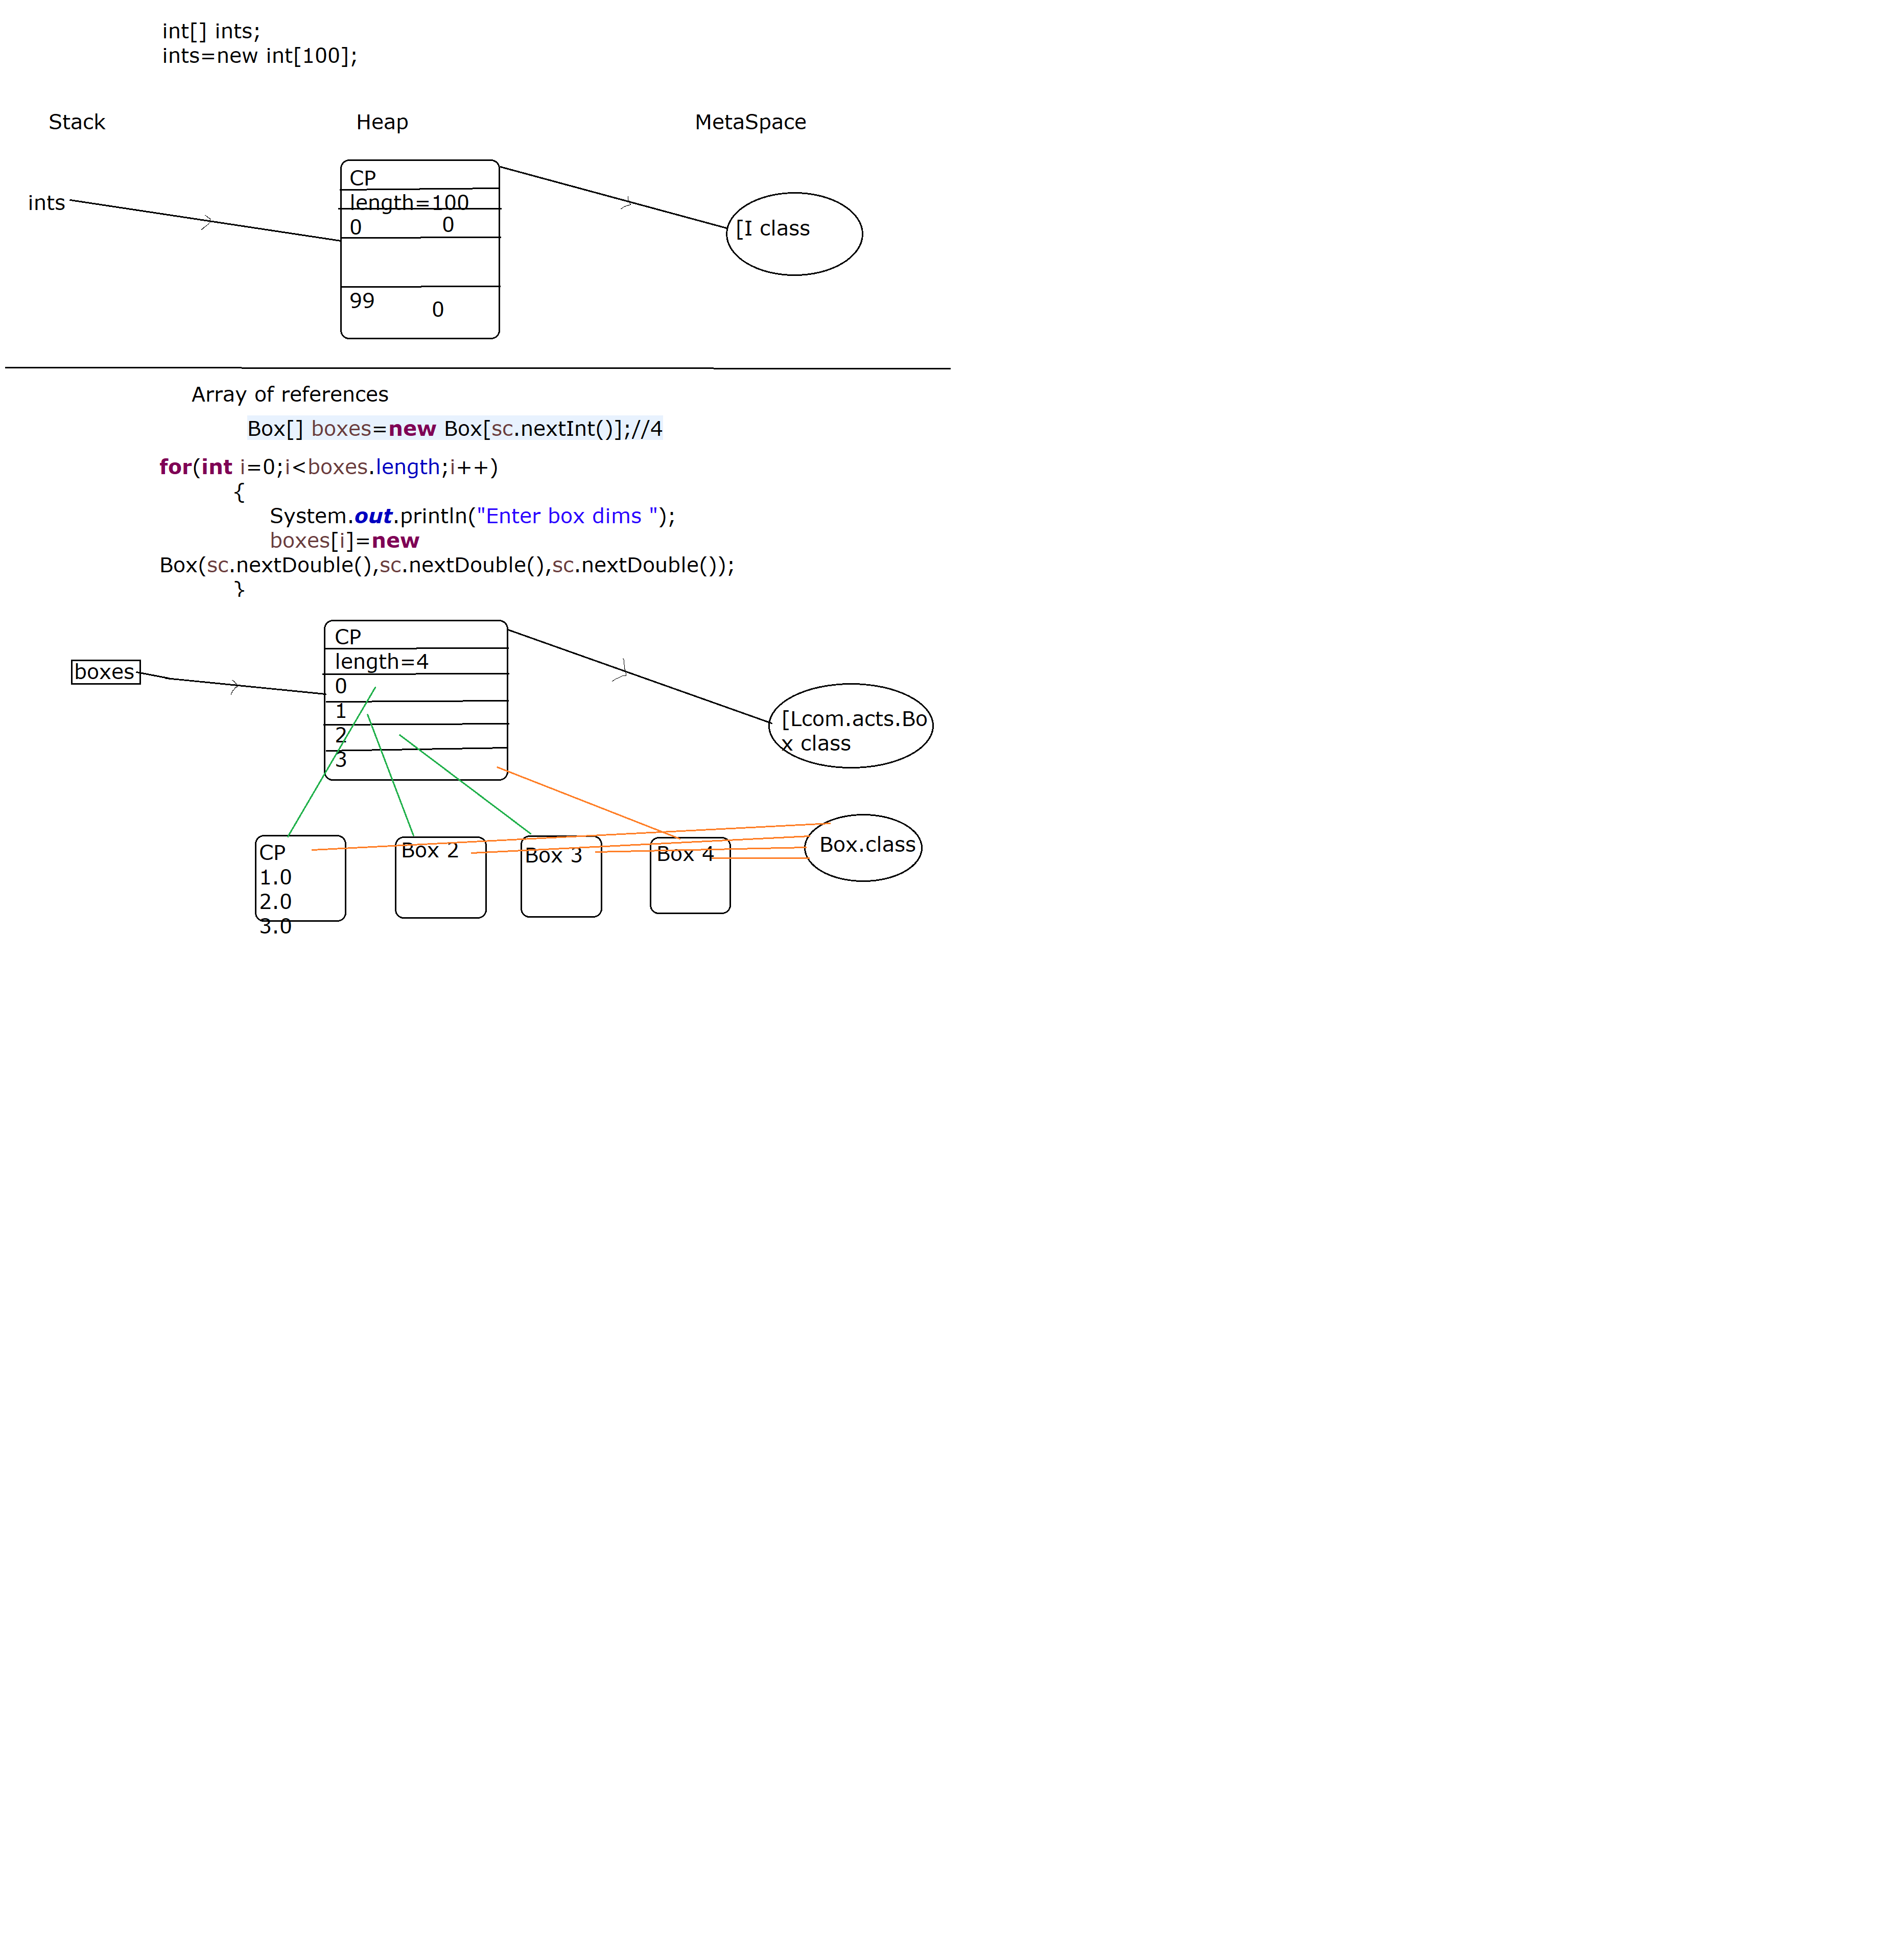 int[] ints;
ints=new int[100];
Stack
Heap
MetaSpace
ints
CP
length=100
0 0
99
0
[I class
Array of references
Box[] boxes=new Box[sc.nextInt()];//4
for(int i=0;i<boxes.length;i++)
{
System.out.println("Enter box dims ");
boxes[i]=new
Box(sc.nextDouble(),sc.nextDouble(),sc.nextDouble());
}
boxes
CP
length=4
0
1
2
3
[Lcom.acts.Bo
x class
CP
1.0
2.0
3.0
Box 2
Box 3
Box 4
Box.class